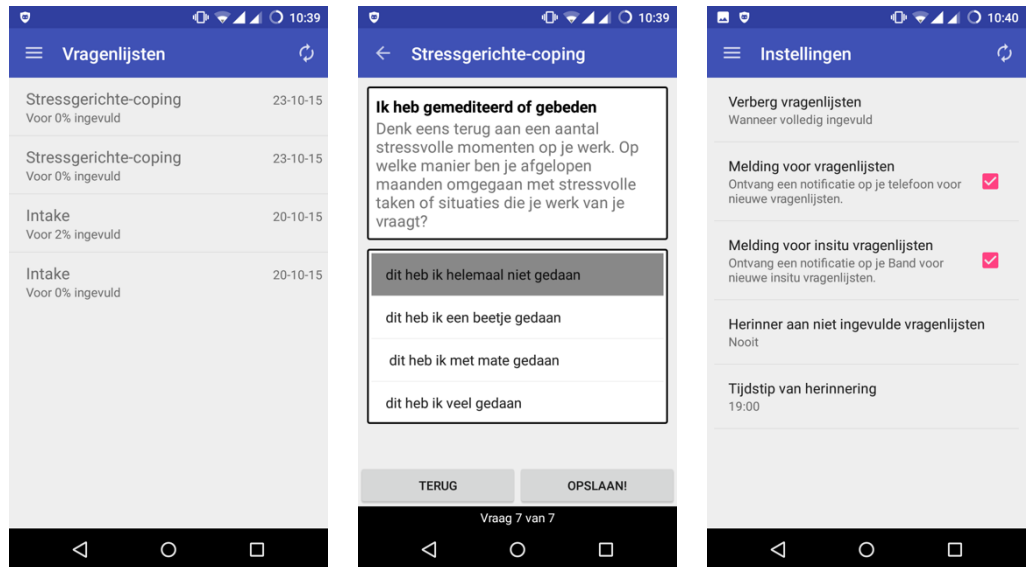 10:39
Vragenlijsten
Stressgerichte-coping 23-10-15
Voor 0% ingevuld
Stressgerichte-coping 23-10-15
Voor 0% ingevuld
Intake 20-10-15
Voor 2% ingevuld
Intake 20-10-15
Voor 0% ingevuld
10:39
Stressgerichte-coping
Ik heb gemediteerd of gebeden
Denk eens terug aan een aantal
stressvolle momenten op je werk. Op
welke manier ben je afgelopen
maanden omgegaan met stressvolle
taken of situaties die je werk van je
vraagt?
dit heb ik helemaal niet gedaan
dit heb ik een beetje gedaan
dit heb ik met mate gedaan
dit heb ik veel gedaan
TERUG OPSLAAN!
Vraag 7 van 7
10:40
Instellingen
Verberg vragenlijsten
Wanneer volledig ingevuld
Melding voor vragenlijsten
Ontvang een notificatie op je telefoon voor
nieuwe vragenlijsten.
Melding voor insitu vragenlijsten
Ontvang een notificatie op je Band voor
nieuwe insitu vragenlijsten.
Herinner aan niet ingevulde vragenlijsten
Nooit
Tijdstip van herinnering
19:00